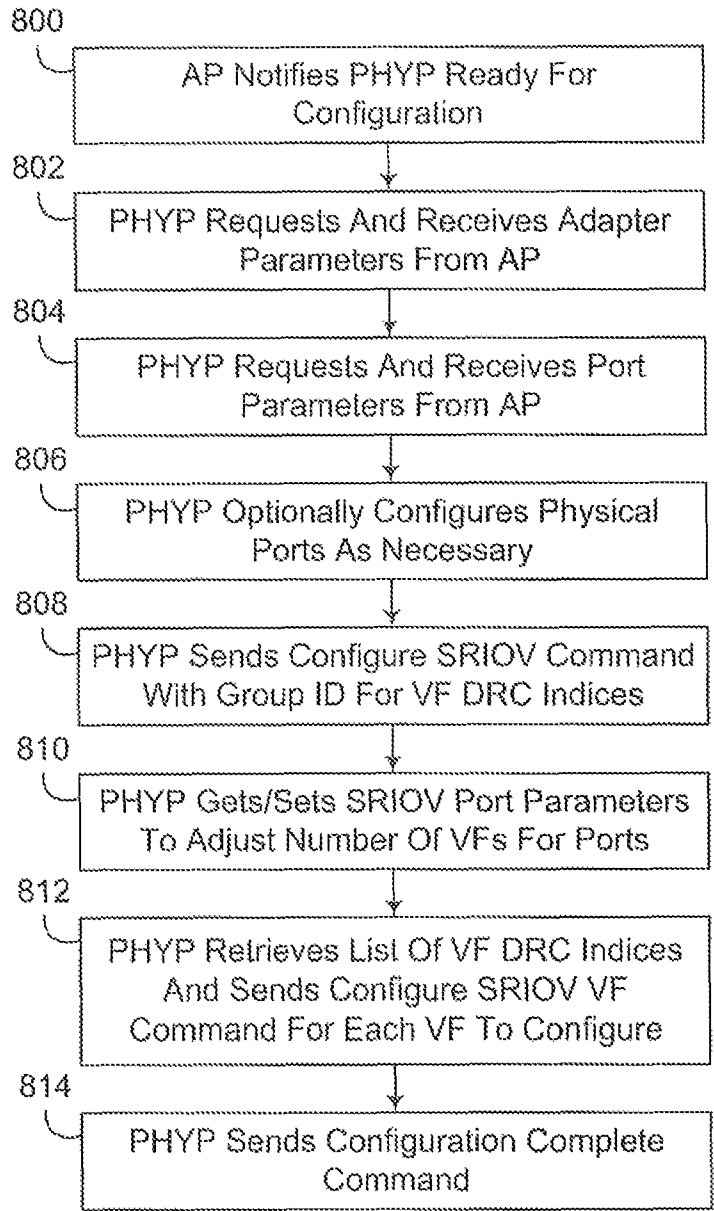 800
AP Notifies PHYP Ready For
Configuration
802
PHYP Requests And Receives Adapter
Parameters From AP
804
PHYP Requests And Receives Port
Parameters From AP
806
PHYP Optionally Configures Physical
Ports As Necessary
808
PHYP Sends Configure SRIOV Command
With Group ID For VF DRC Indices
810
PHYP Gets/Sets SRIOV Port Parameters
To Adjust Number Of VFs For Ports
812
PHYP Retrieves List Of VF DRC Indices
And Sends Configure SRIOV VF
Command For Each VF To Configure
814
PHYP Sends Configuration Complete
Command